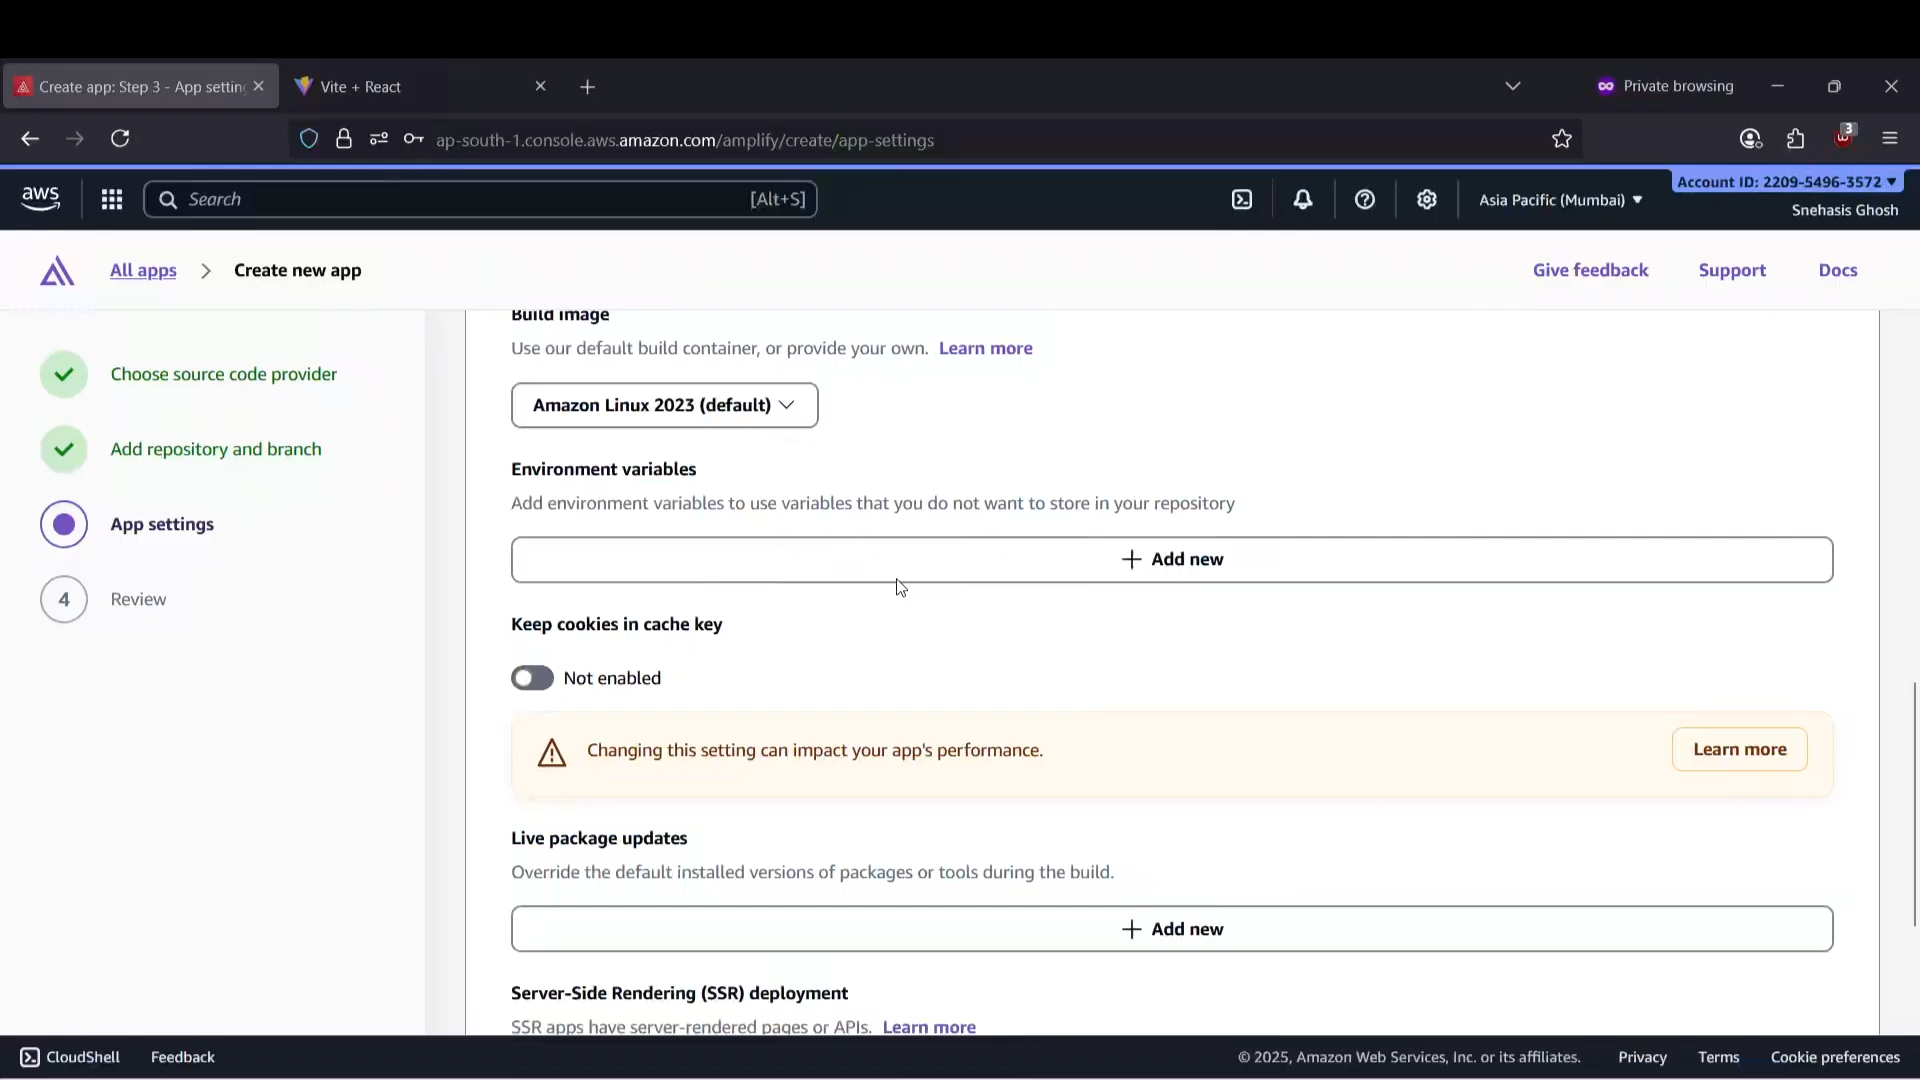 Create app: Step 3 - App settin
Vite + React
Private browsing
3
ap-south-1.console.aws.amazon.com/amplify/create/app-settings
aws
Search
[Alt+S]
Asia Pacific (Mumbai)
Account ID: 2209-5496-3572
Snehasis Ghosh
All apps
Create new app
Give feedback
Support
Docs
Choose source code provider
Add repository and branch
App settings
4
Review
Build image
Use our default build container, or provide your own. Learn more
Amazon Linux 2023 (default)
Environment variables
Add environment variables to use variables that you do not want to store in your repository
+ Add new
Keep cookies in cache key
Not enabled
Changing this setting can impact your app's performance.
Learn more
Live package updates
Override the default installed versions of packages or tools during the build.
+ Add new
Server-Side Rendering (SSR) deployment
SSR apps have server-rendered pages or APIs. Learn more
CloudShell
Feedback
© 2025, Amazon Web Services, Inc. or its affiliates.
Privacy
Terms
Cookie preferences